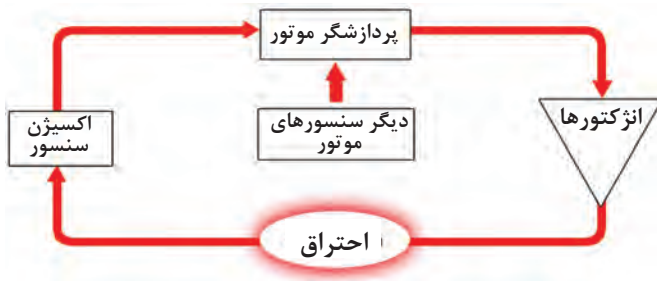 پردازشگر موتور
انژکتورها
دیگر سنسورهای
موتور
اکسیژن
سنسور
احتراق